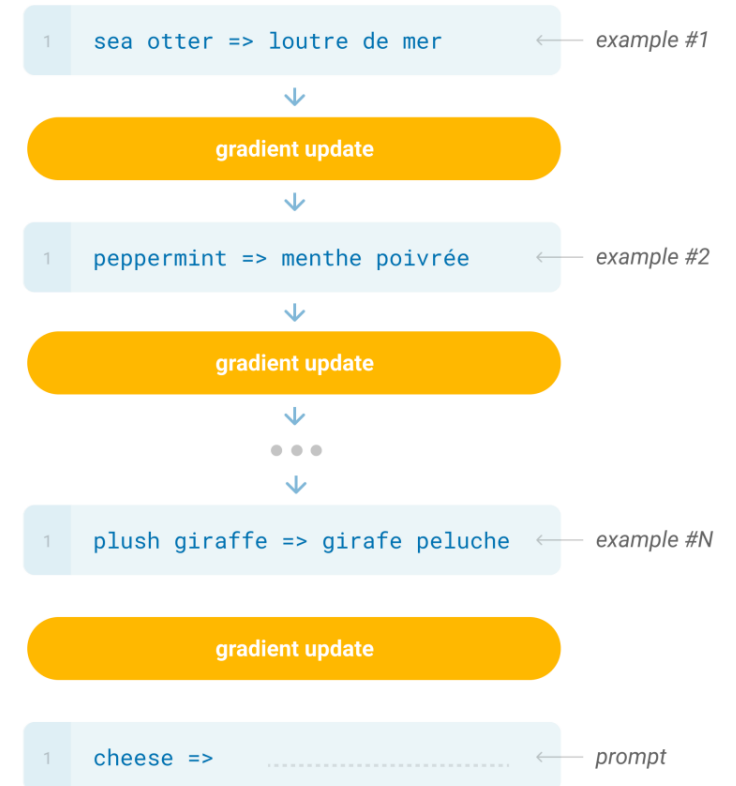 1 sea otter => loutre de mer example #1
gradient update
1 peppermint => menthe poivrée example #2
gradient update
1 plush giraffe => girafe peluche example #N
gradient update
1 cheese => prompt